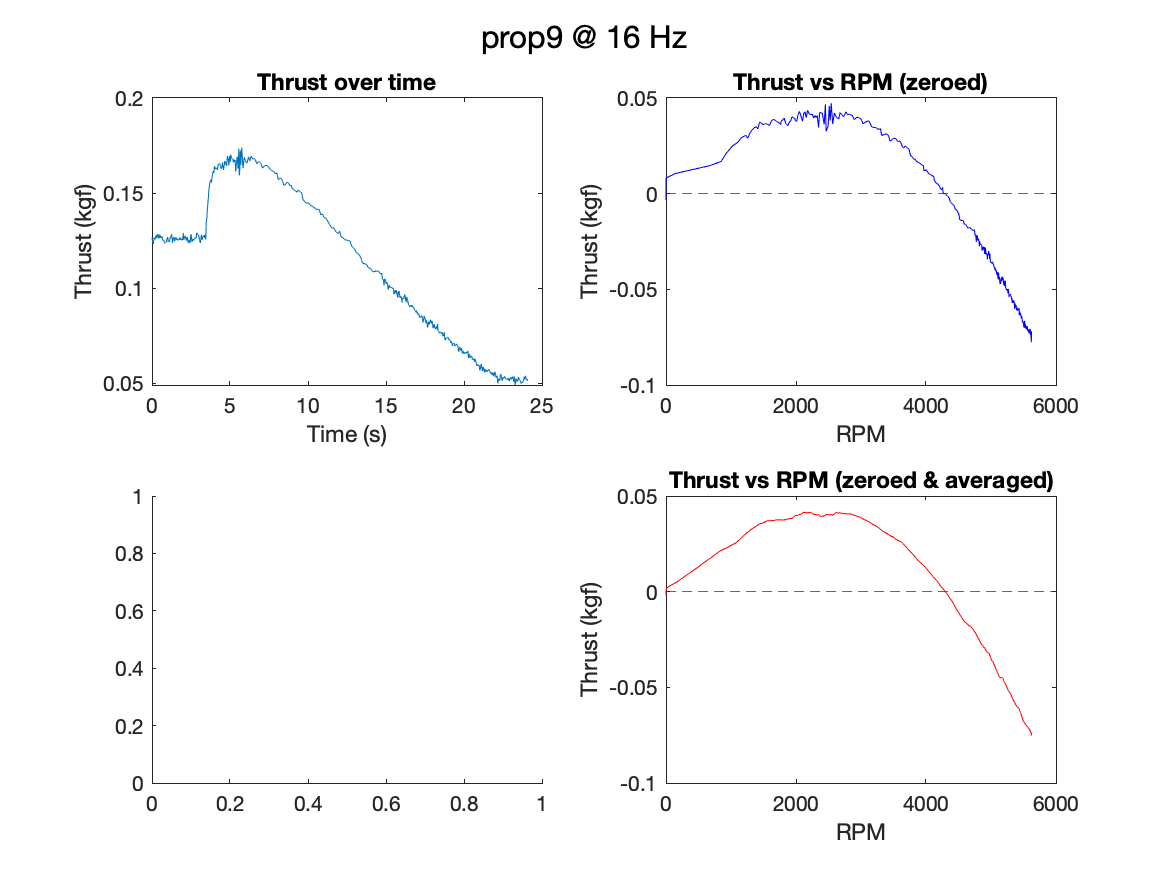 prop9 @ 16 Hz
Thrust over time
Thrust (kgf)
0.2
0.15
0.1
0.05
0 5 10 15 20 25
Time (s)
Thrust vs RPM (zeroed)
Thrust (kgf)
0.05
0
-0.05
-0.1
0 2000 4000 6000
RPM
1
0.8
0.6
0.4
0.2
0
0 0.2 0.4 0.6 0.8 1
Thrust vs RPM (zeroed & averaged)
Thrust (kgf)
0.05
0
-0.05
-0.1
0 2000 4000 6000
RPM